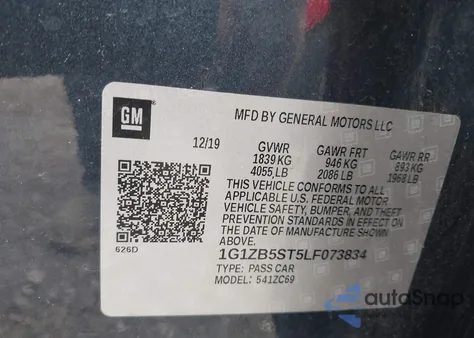 GM
MFD BY GENERAL MOTORS LLC
12/19 GVWR GAWR FRT GAWR RR
1839 KG 946 KG 893 KG
4055 LB 2086 LB 1968 LB
THIS VEHICLE CONFORMS TO ALL
APPLICABLE U.S. FEDERAL MOTOR
VEHICLE SAFETY, BUMPER, AND THEFT
PREVENTION STANDARDS IN EFFECT ON
THE DATE OF MANUFACTURE SHOWN
ABOVE.
626D
1G1ZB5ST5LF073834
TYPE: PASS CAR
MODEL: 541ZC69
autoSnap